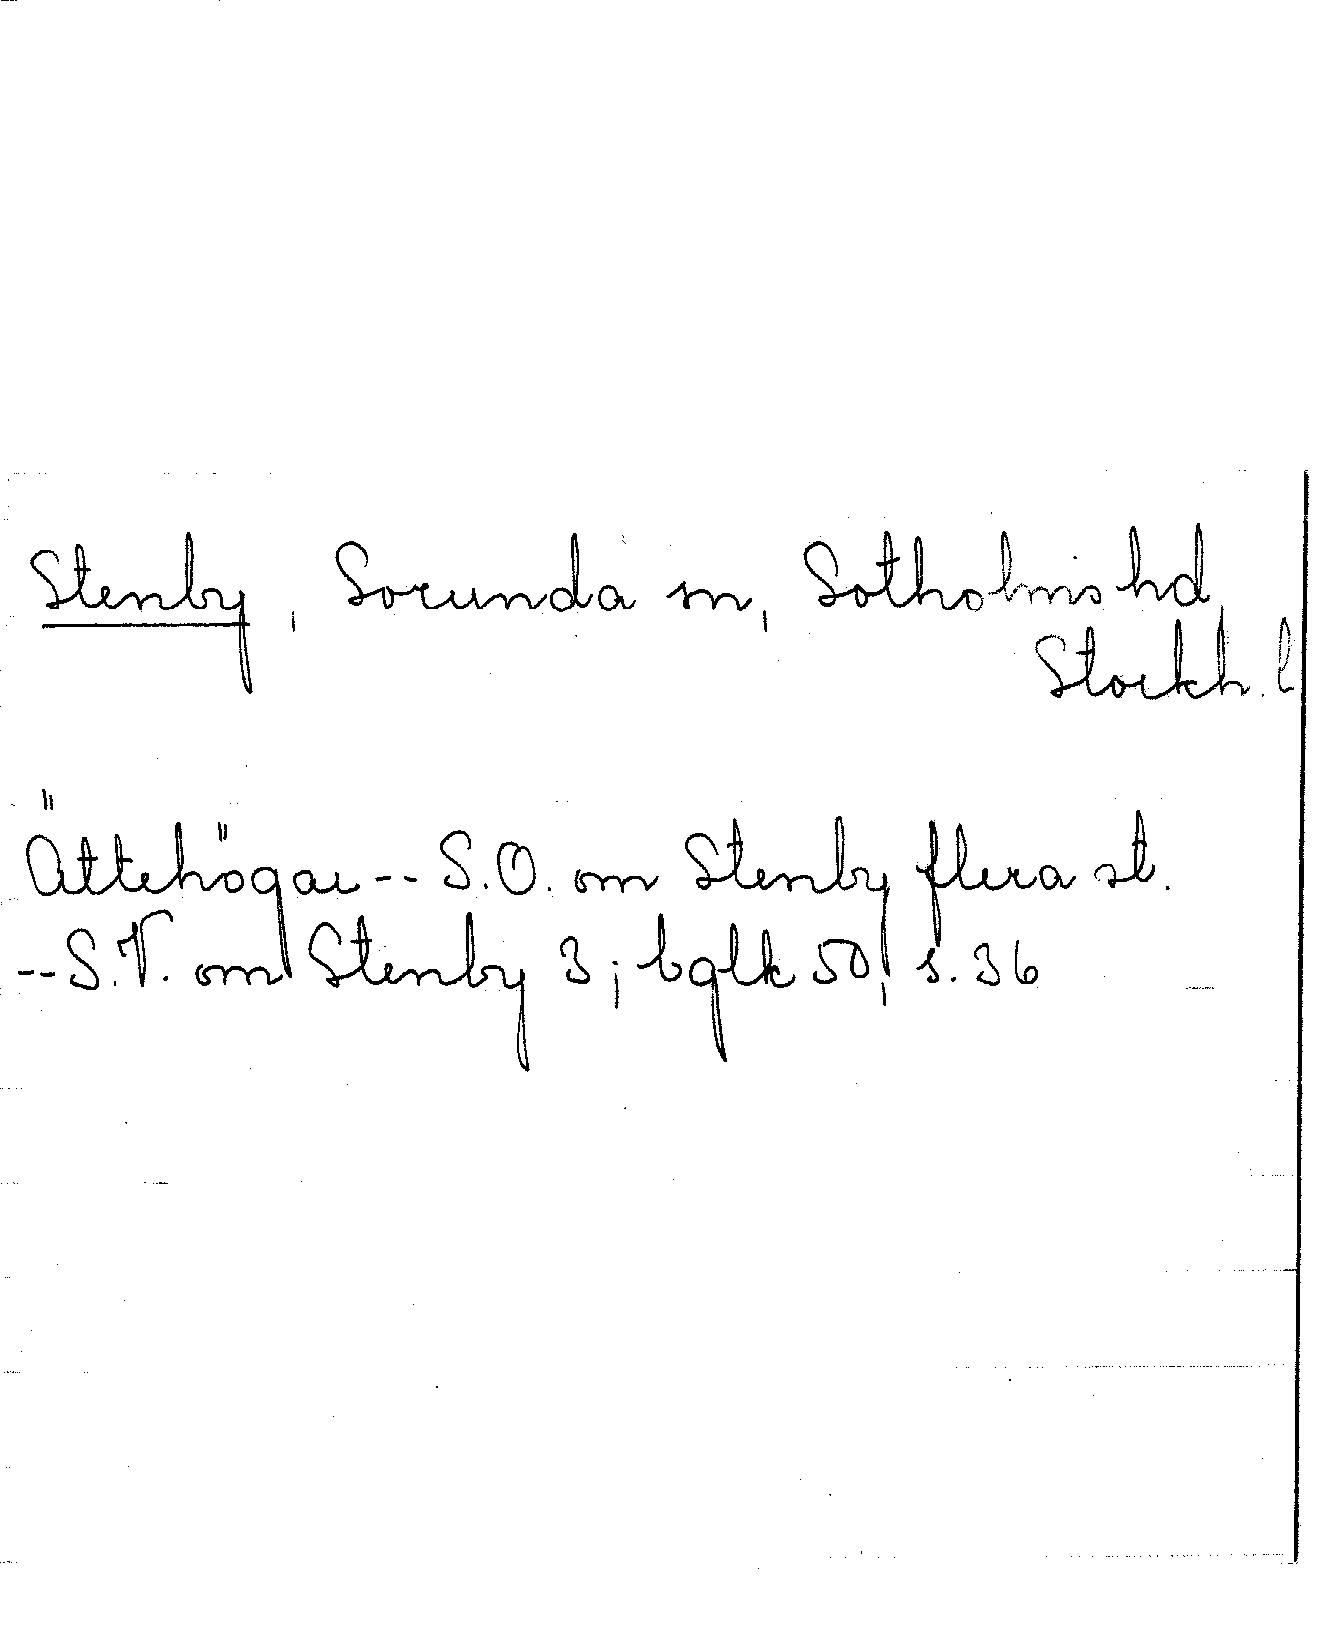 Stenby, Sorunda sn, Sotholms hd,
Stockh. l
Ättehögar -- S.O. om Stenby flera st.
-- S.V. om Stenby 3; bglk 50, s. 36